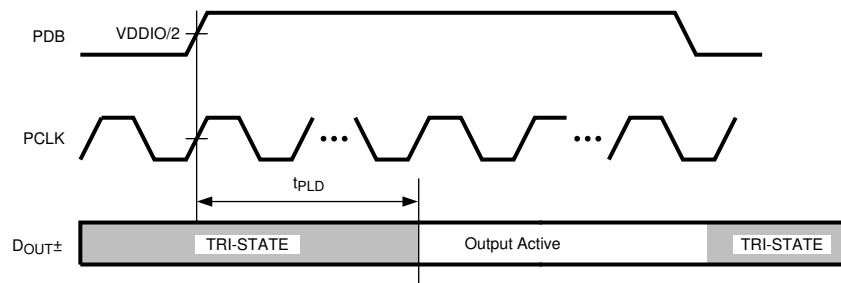 PDB
VDDIO/2
PCLK
tPLD
DOUT±
TRI-STATE
Output Active
TRI-STATE